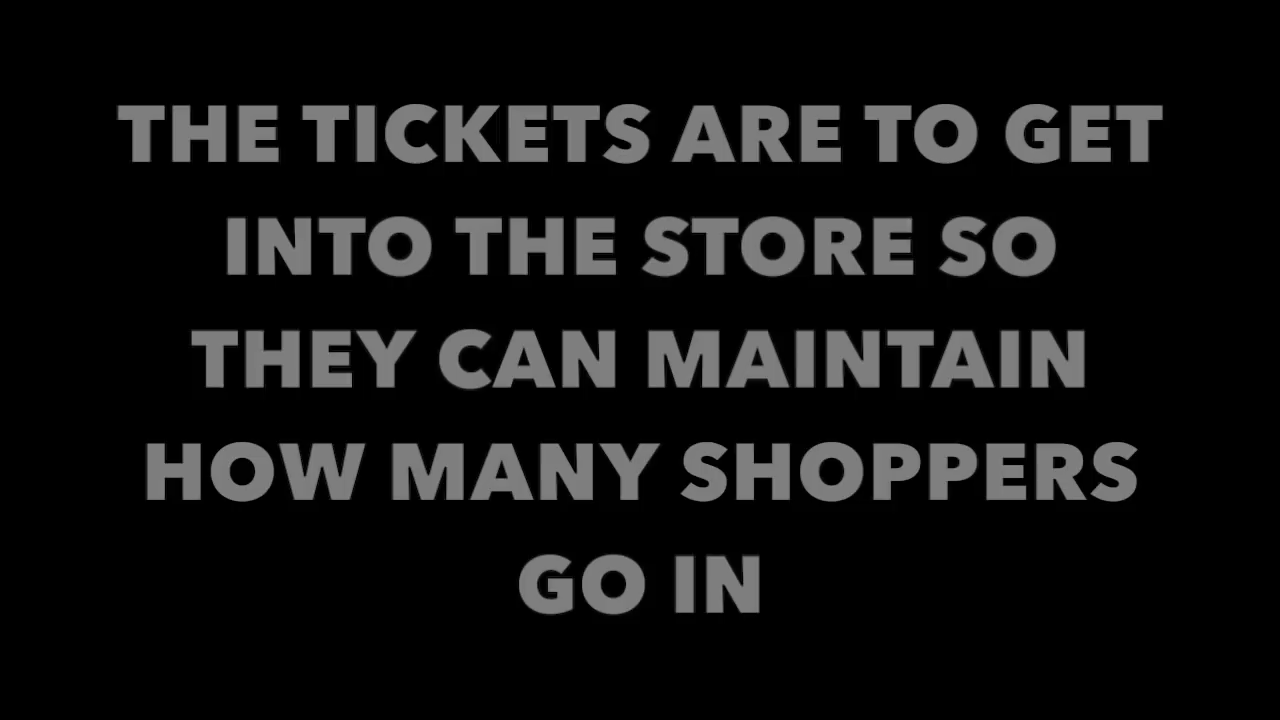 THE TICKETS ARE TO GET
INTO THE STORE SO
THEY CAN MAINTAIN
HOW MANY SHOPPERS
GO IN